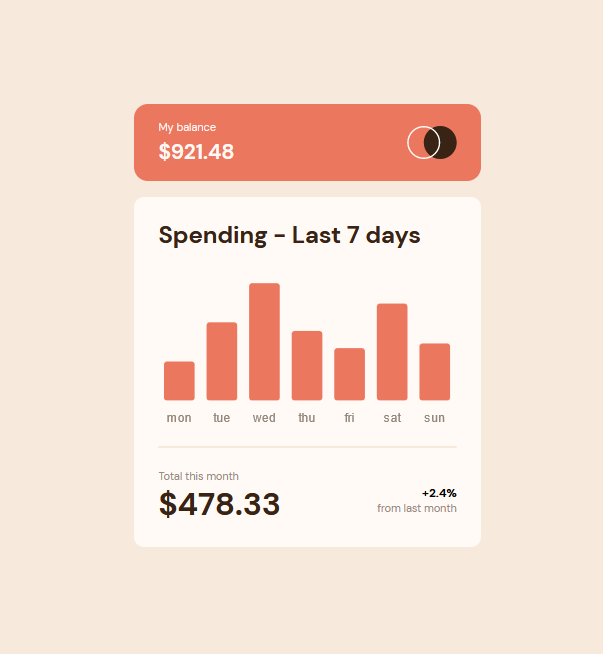 My balance
$921.48
Spending - Last 7 days
mon tue wed thu fri sat sun
Total this month
$478.33
+2.4%
from last month